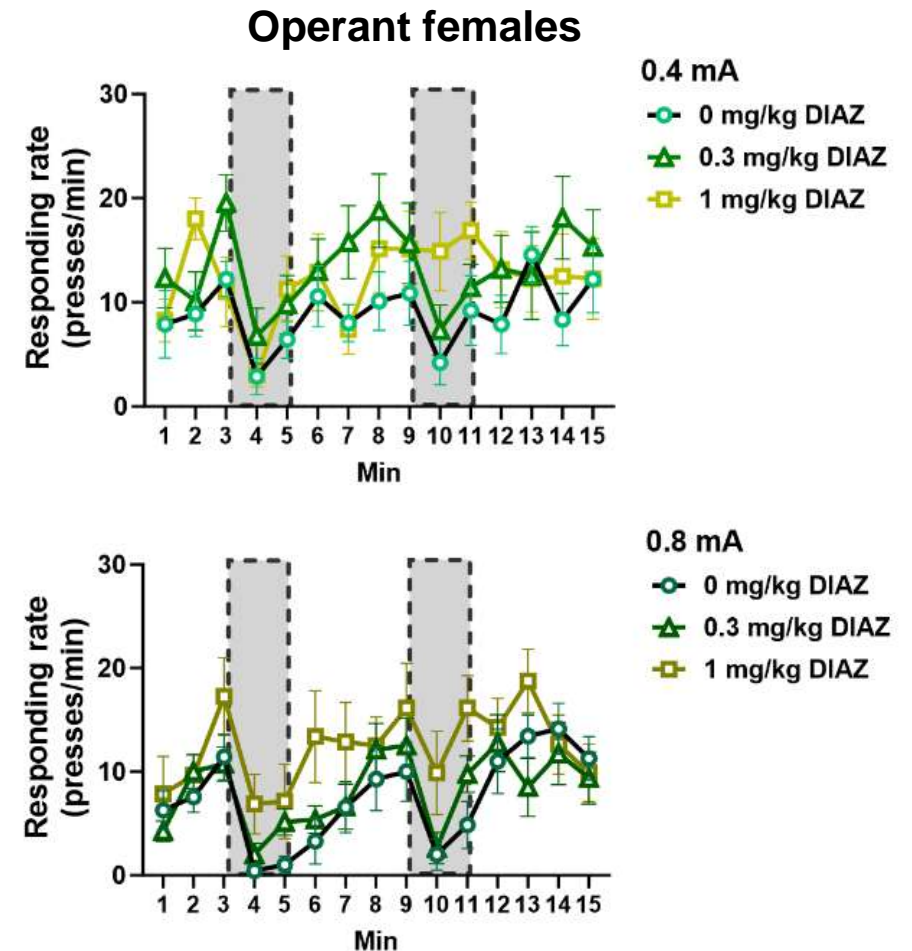 Operant females
0.4 mA
0 mg/kg DIAZ
0.3 mg/kg DIAZ
1 mg/kg DIAZ
Responding rate
(presses/min)
30
20
10
0
1 2 3 4 5 6 7 8 9 10 11 12 13 14 15
Min
0.8 mA
0 mg/kg DIAZ
0.3 mg/kg DIAZ
1 mg/kg DIAZ
Responding rate
(presses/min)
30
20
10
0
1 2 3 4 5 6 7 8 9 10 11 12 13 14 15
Min